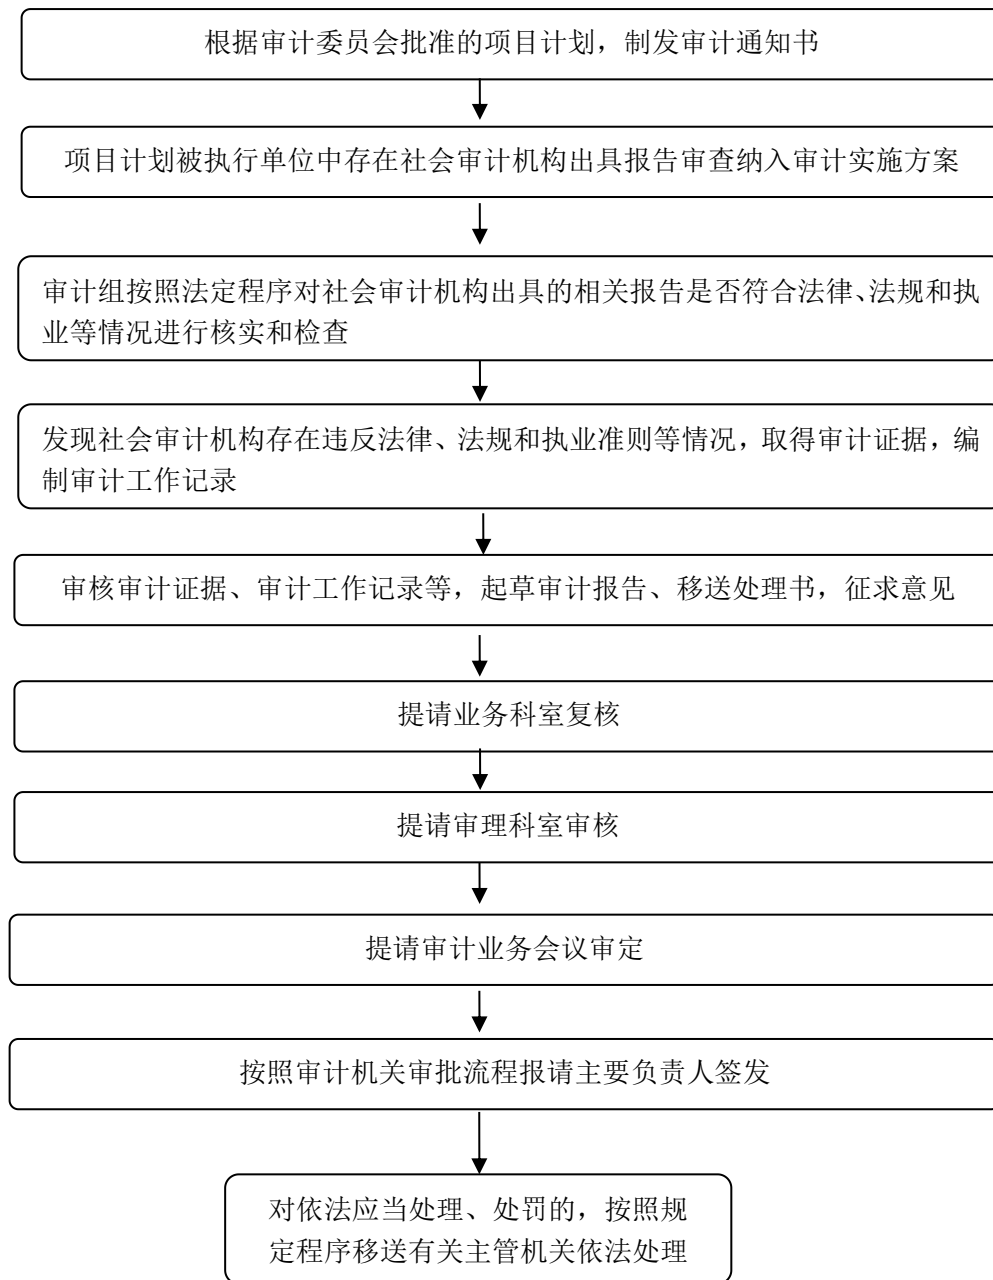 根据审计委员会批准的项目计划，制发审计通知书
项目计划被执行单位中存在社会审计机构出具报告审查纳入审计实施方案
审计组按照法定程序对社会审计机构出具的相关报告是否符合法律、法规和执
业等情况进行核实和检查
发现社会审计机构存在违反法律、法规和执业准则等情况，取得审计证据，编
制审计工作记录
审核审计证据、审计工作记录等，起草审计报告、移送处理书，征求意见
提请业务科室复核
提请审理科室审核
提请审计业务会议审定
按照审计机关审批流程报请主要负责人签发
对依法应当处理、处罚的，按照规
定程序移送有关主管机关依法处理